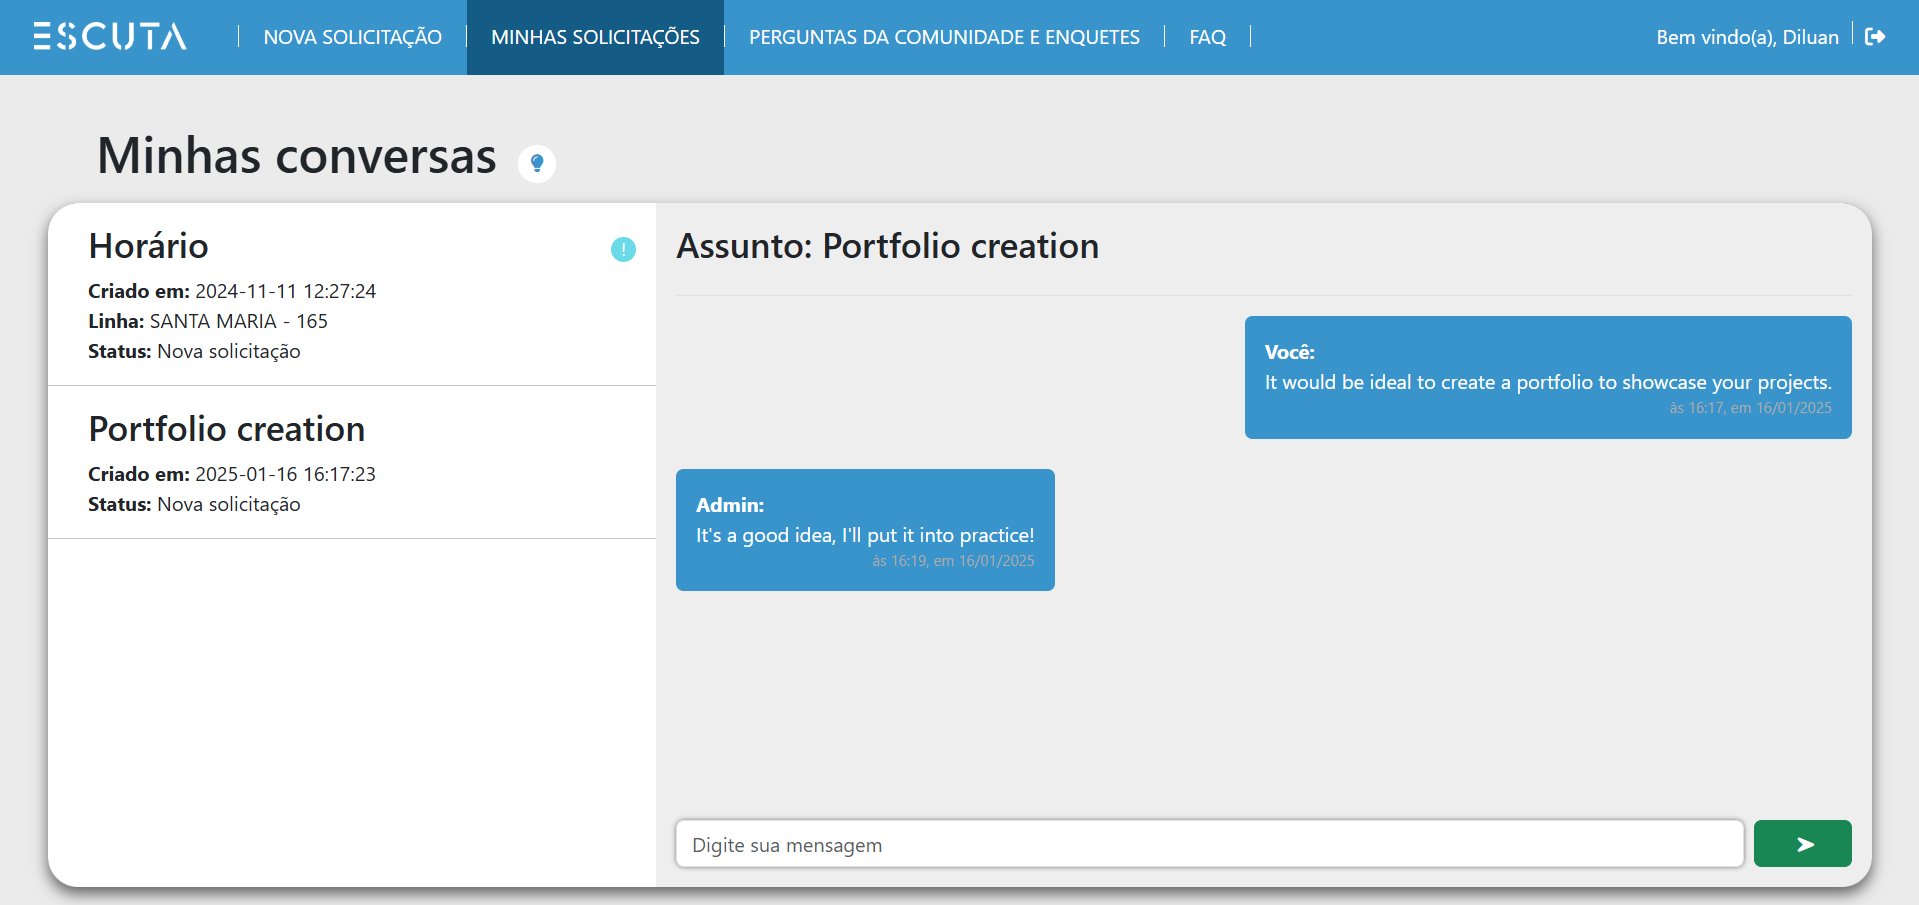 ESCUTA
NOVA SOLICITAÇÃO
MINHAS SOLICITAÇÕES
PERGUNTAS DA COMUNIDADE E ENQUETES
FAQ
Bem vindo(a), Diluan
Minhas conversas
Horário
!
Criado em: 2024-11-11 12:27:24
Linha: SANTA MARIA - 165
Status: Nova solicitação
Portfolio creation
Criado em: 2025-01-16 16:17:23
Status: Nova solicitação
Assunto: Portfolio creation
Você:
It would be ideal to create a portfolio to showcase your projects.
às 16:17, em 16/01/2025
Admin:
It's a good idea, I'll put it into practice!
às 16:19, em 16/01/2025
Digite sua mensagem